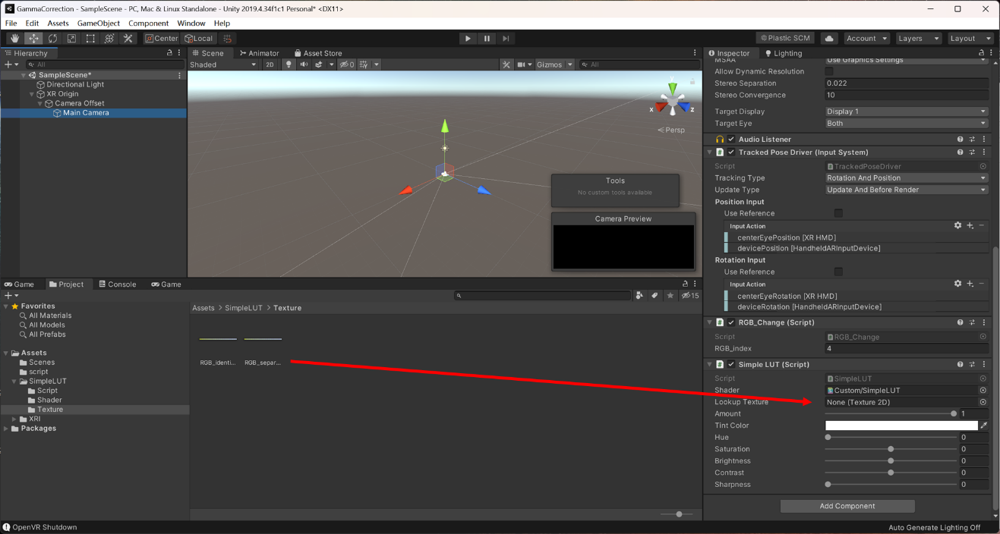 GammaCorrection - SampleScene - PC, Mac & Linux Standalone - Unity 2019.4.34f1c1 Personal* <DX11>
File Edit Assets GameObject Component Window Help
Center Local Plastic SCM Account Layers Layout
Hierarchy
All
SampleScene*
Directional Light
XR Origin
Camera Offset
Main Camera
Scene Animator Asset Store
Shaded 2D 0 Gizmos All
y
x z
Persp
Tools
No custom tools available
Camera Preview
Game Project Console Game
15
Favorites
All Materials
All Models
All Prefabs
Assets
Scenes
script
SimpleLUT
Script
Shader
Texture
XRI
Packages
Assets > SimpleLUT > Texture
RGB_identi... RGB_separ...
Inspector Lighting
MSAA Use Graphics Settings
Allow Dynamic Resolution
Stereo Separation 0.022
Stereo Convergence 10
Target Display Display 1
Target Eye Both
Audio Listener
Tracked Pose Driver (Input System)
Script TrackedPoseDriver
Tracking Type Rotation And Position
Update Type Update And Before Render
Position Input
Use Reference
Input Action
centerEyePosition [XR HMD]
devicePosition [HandheldARInputDevice]
Rotation Input
Use Reference
Input Action
centerEyeRotation [XR HMD]
deviceRotation [HandheldARInputDevice]
RGB_Change (Script)
Script RGB_Change
RGB_index 4
Simple LUT (Script)
Script SimpleLUT
Shader Custom/SimpleLUT
Lookup Texture None (Texture 2D)
Amount 1
Tint Color
Hue 0
Saturation 0
Brightness 0
Contrast 0
Sharpness 0
Add Component
OpenVR Shutdown
Auto Generate Lighting Off